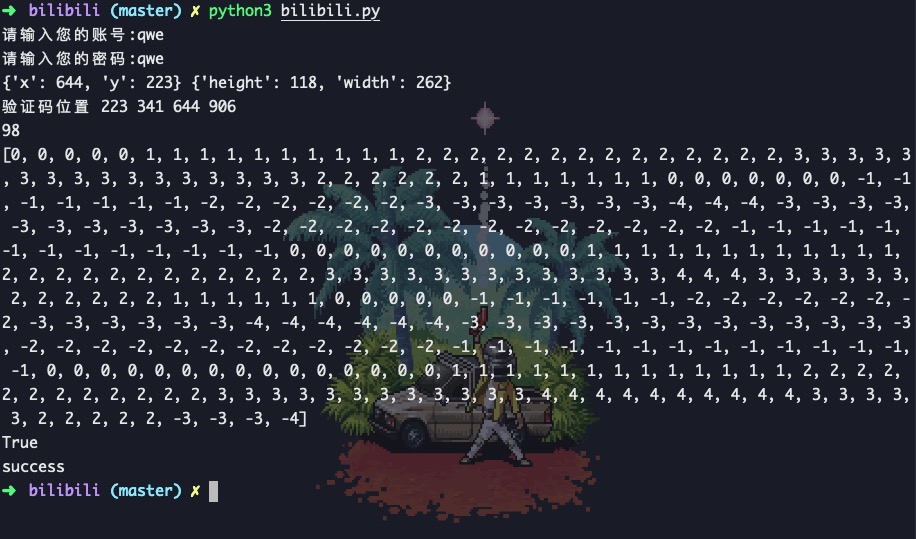 ➜ bilibili (master) ✗ python3 bilibili.py
请输入您的账号:qwe
请输入您的密码:qwe
{'x': 644, 'y': 223} {'height': 118, 'width': 262}
验证码位置 223 341 644 906
98
[0, 0, 0, 0, 0, 1, 1, 1, 1, 1, 1, 1, 1, 1, 1, 2, 2, 2, 2, 2, 2, 2, 2, 2, 2, 2, 2, 2, 2, 3, 3, 3, 3, 3
, 3, 3, 3, 3, 3, 3, 3, 3, 3, 3, 3, 2, 2, 2, 2, 2, 2, 1, 1, 1, 1, 1, 1, 1, 0, 0, 0, 0, 0, 0, 0, -1, -1
, -1, -1, -1, -1, -1, -2, -2, -2, -2, -2, -2, -3, -3, -3, -3, -3, -3, -3, -4, -4, -4, -3, -3, -3, -3,
 -3, -3, -3, -3, -3, -3, -3, -2, -2, -2, -2, -2, -2, -2, -2, -2, -2, -2, -2, -2, -1, -1, -1, -1, -1,
-1, -1, -1, -1, -1, -1, -1, -1, 0, 0, 0, 0, 0, 0, 0, 0, 0, 0, 0, 1, 1, 1, 1, 1, 1, 1, 1, 1, 1, 1, 1,
2, 2, 2, 2, 2, 2, 2, 2, 2, 2, 2, 2, 3, 3, 3, 3, 3, 3, 3, 3, 3, 3, 3, 3, 3, 4, 4, 4, 3, 3, 3, 3, 3, 3,
 2, 2, 2, 2, 2, 2, 1, 1, 1, 1, 1, 1, 0, 0, 0, 0, 0, -1, -1, -1, -1, -1, -1, -2, -2, -2, -2, -2, -2, -
2, -3, -3, -3, -3, -3, -3, -4, -4, -4, -4, -4, -4, -3, -3, -3, -3, -3, -3, -3, -3, -3, -3, -3, -3, -3
, -2, -2, -2, -2, -2, -2, -2, -2, -2, -2, -2, -2, -1, -1, -1, -1, -1, -1, -1, -1, -1, -1, -1, -1, -1,
 -1, 0, 0, 0, 0, 0, 0, 0, 0, 0, 0, 0, 0, 0, 0, 0, 1, 1, 1, 1, 1, 1, 1, 1, 1, 1, 1, 1, 1, 2, 2, 2, 2,
2, 2, 2, 2, 2, 2, 2, 2, 3, 3, 3, 3, 3, 3, 3, 3, 3, 3, 3, 3, 4, 4, 4, 4, 4, 4, 4, 4, 4, 4, 3, 3, 3, 3,
 3, 2, 2, 2, 2, 2, -3, -3, -3, -4]
True
success
➜ bilibili (master) ✗